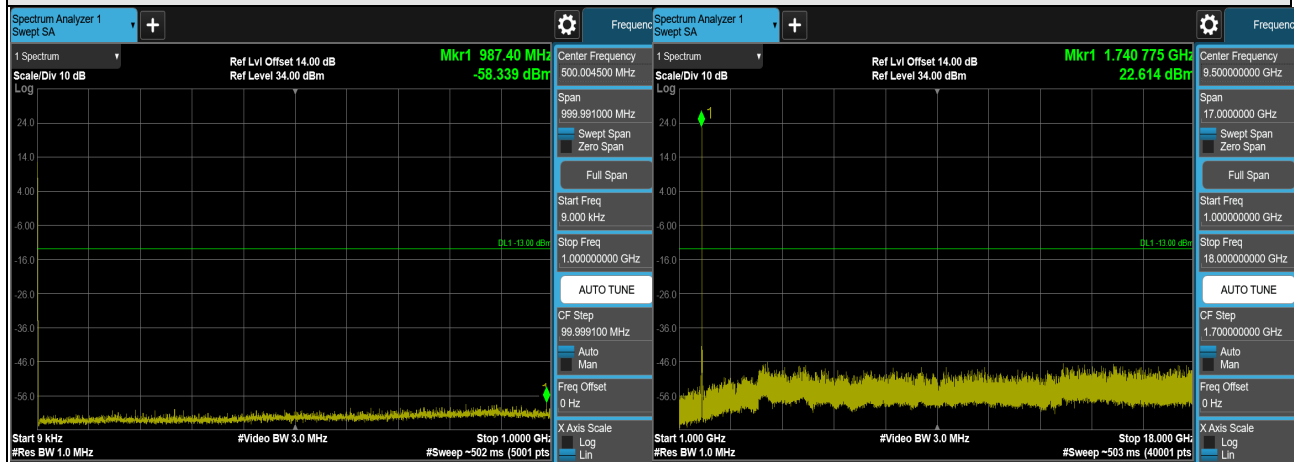 Spectrum Analyzer 1
Swept SA
+
Frequenc
1 Spectrum
Scale/Div 10 dB
Ref Lvl Offset 14.00 dB
Ref Level 34.00 dBm
Mkr1 987.40 MHz
-58.339 dBm
Log
24.0
14.0
4.00
-6.00
-16.0
-26.0
-36.0
-46.0
-56.0
DL1 -13.00 dBm
1
Start 9 kHz
#Res BW 1.0 MHz
#Video BW 3.0 MHz
Stop 1.0000 GHz
#Sweep ~502 ms (5001 pts
Center Frequency
500.004500 MHz
Span
999.991000 MHz
Swept Span
Zero Span
Full Span
Start Freq
9.000 kHz
Stop Freq
1.000000000 GHz
AUTO TUNE
CF Step
99.999100 MHz
Auto
Man
Freq Offset
0 Hz
X Axis Scale
Log
Lin
Spectrum Analyzer 1
Swept SA
+
Frequenc
1 Spectrum
Scale/Div 10 dB
Ref Lvl Offset 14.00 dB
Ref Level 34.00 dBm
Mkr1 1.740 775 GHz
22.614 dBm
Log
24.0
14.0
4.00
-6.00
-16.0
-26.0
-36.0
-46.0
-56.0
1
DL1 -13.00 dBm
Start 1.000 GHz
#Res BW 1.0 MHz
#Video BW 3.0 MHz
Stop 18.000 GHz
#Sweep ~503 ms (40001 pts
Center Frequency
9.500000000 GHz
Span
17.0000000 GHz
Swept Span
Zero Span
Full Span
Start Freq
1.000000000 GHz
Stop Freq
18.000000000 GHz
AUTO TUNE
CF Step
1.700000000 GHz
Auto
Man
Freq Offset
0 Hz
X Axis Scale
Log
Lin